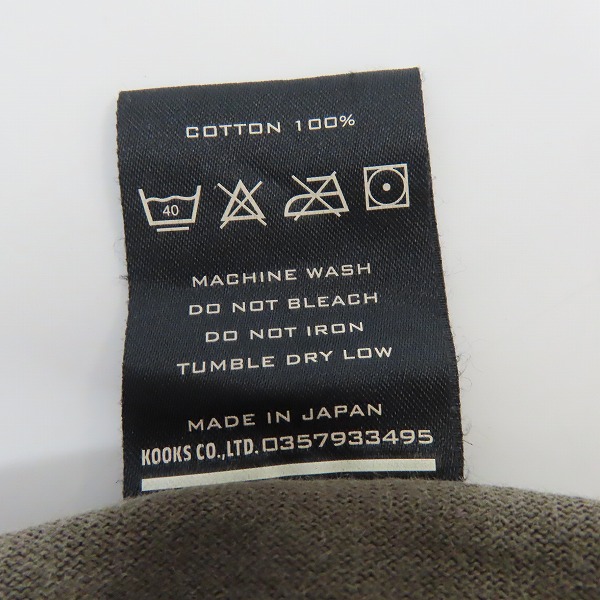 COTTON 100%
40
MACHINE WASH
DO NOT BLEACH
DO NOT IRON
TUMBLE DRY LOW
MADE IN JAPAN
KOOKS CO.,LTD. 0357933495